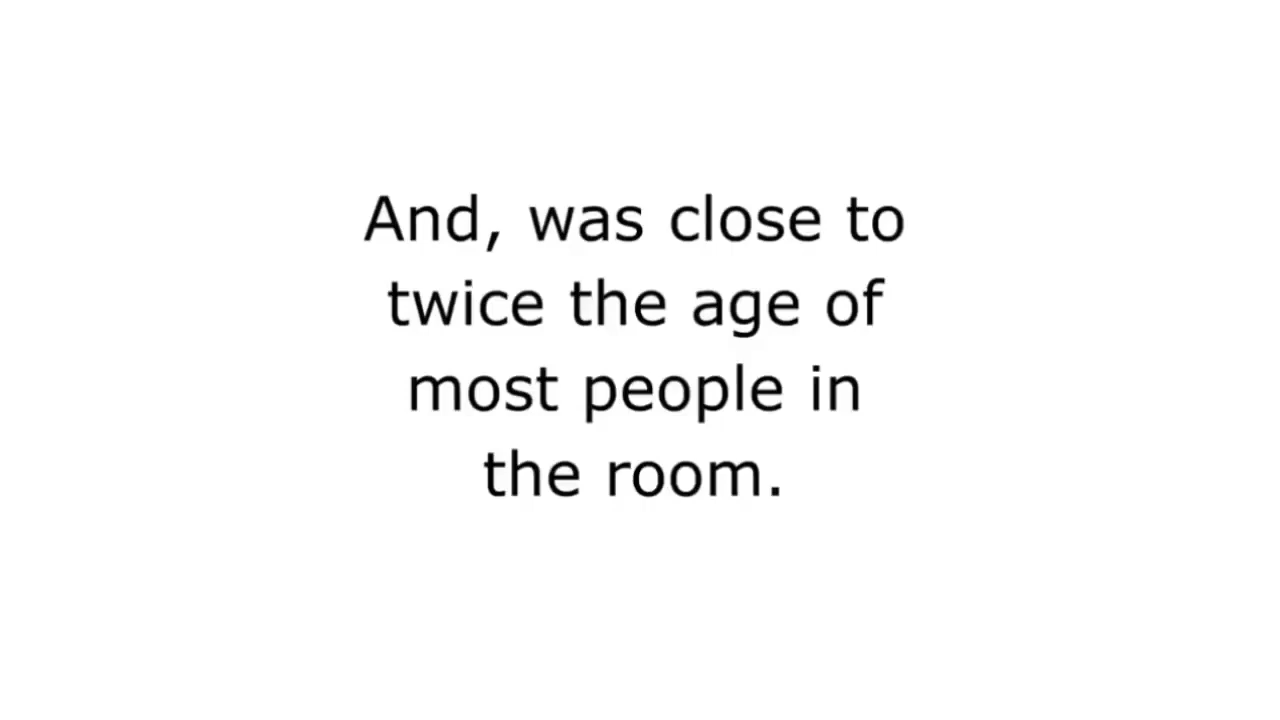 And, was close to
twice the age of
most people in
the room.